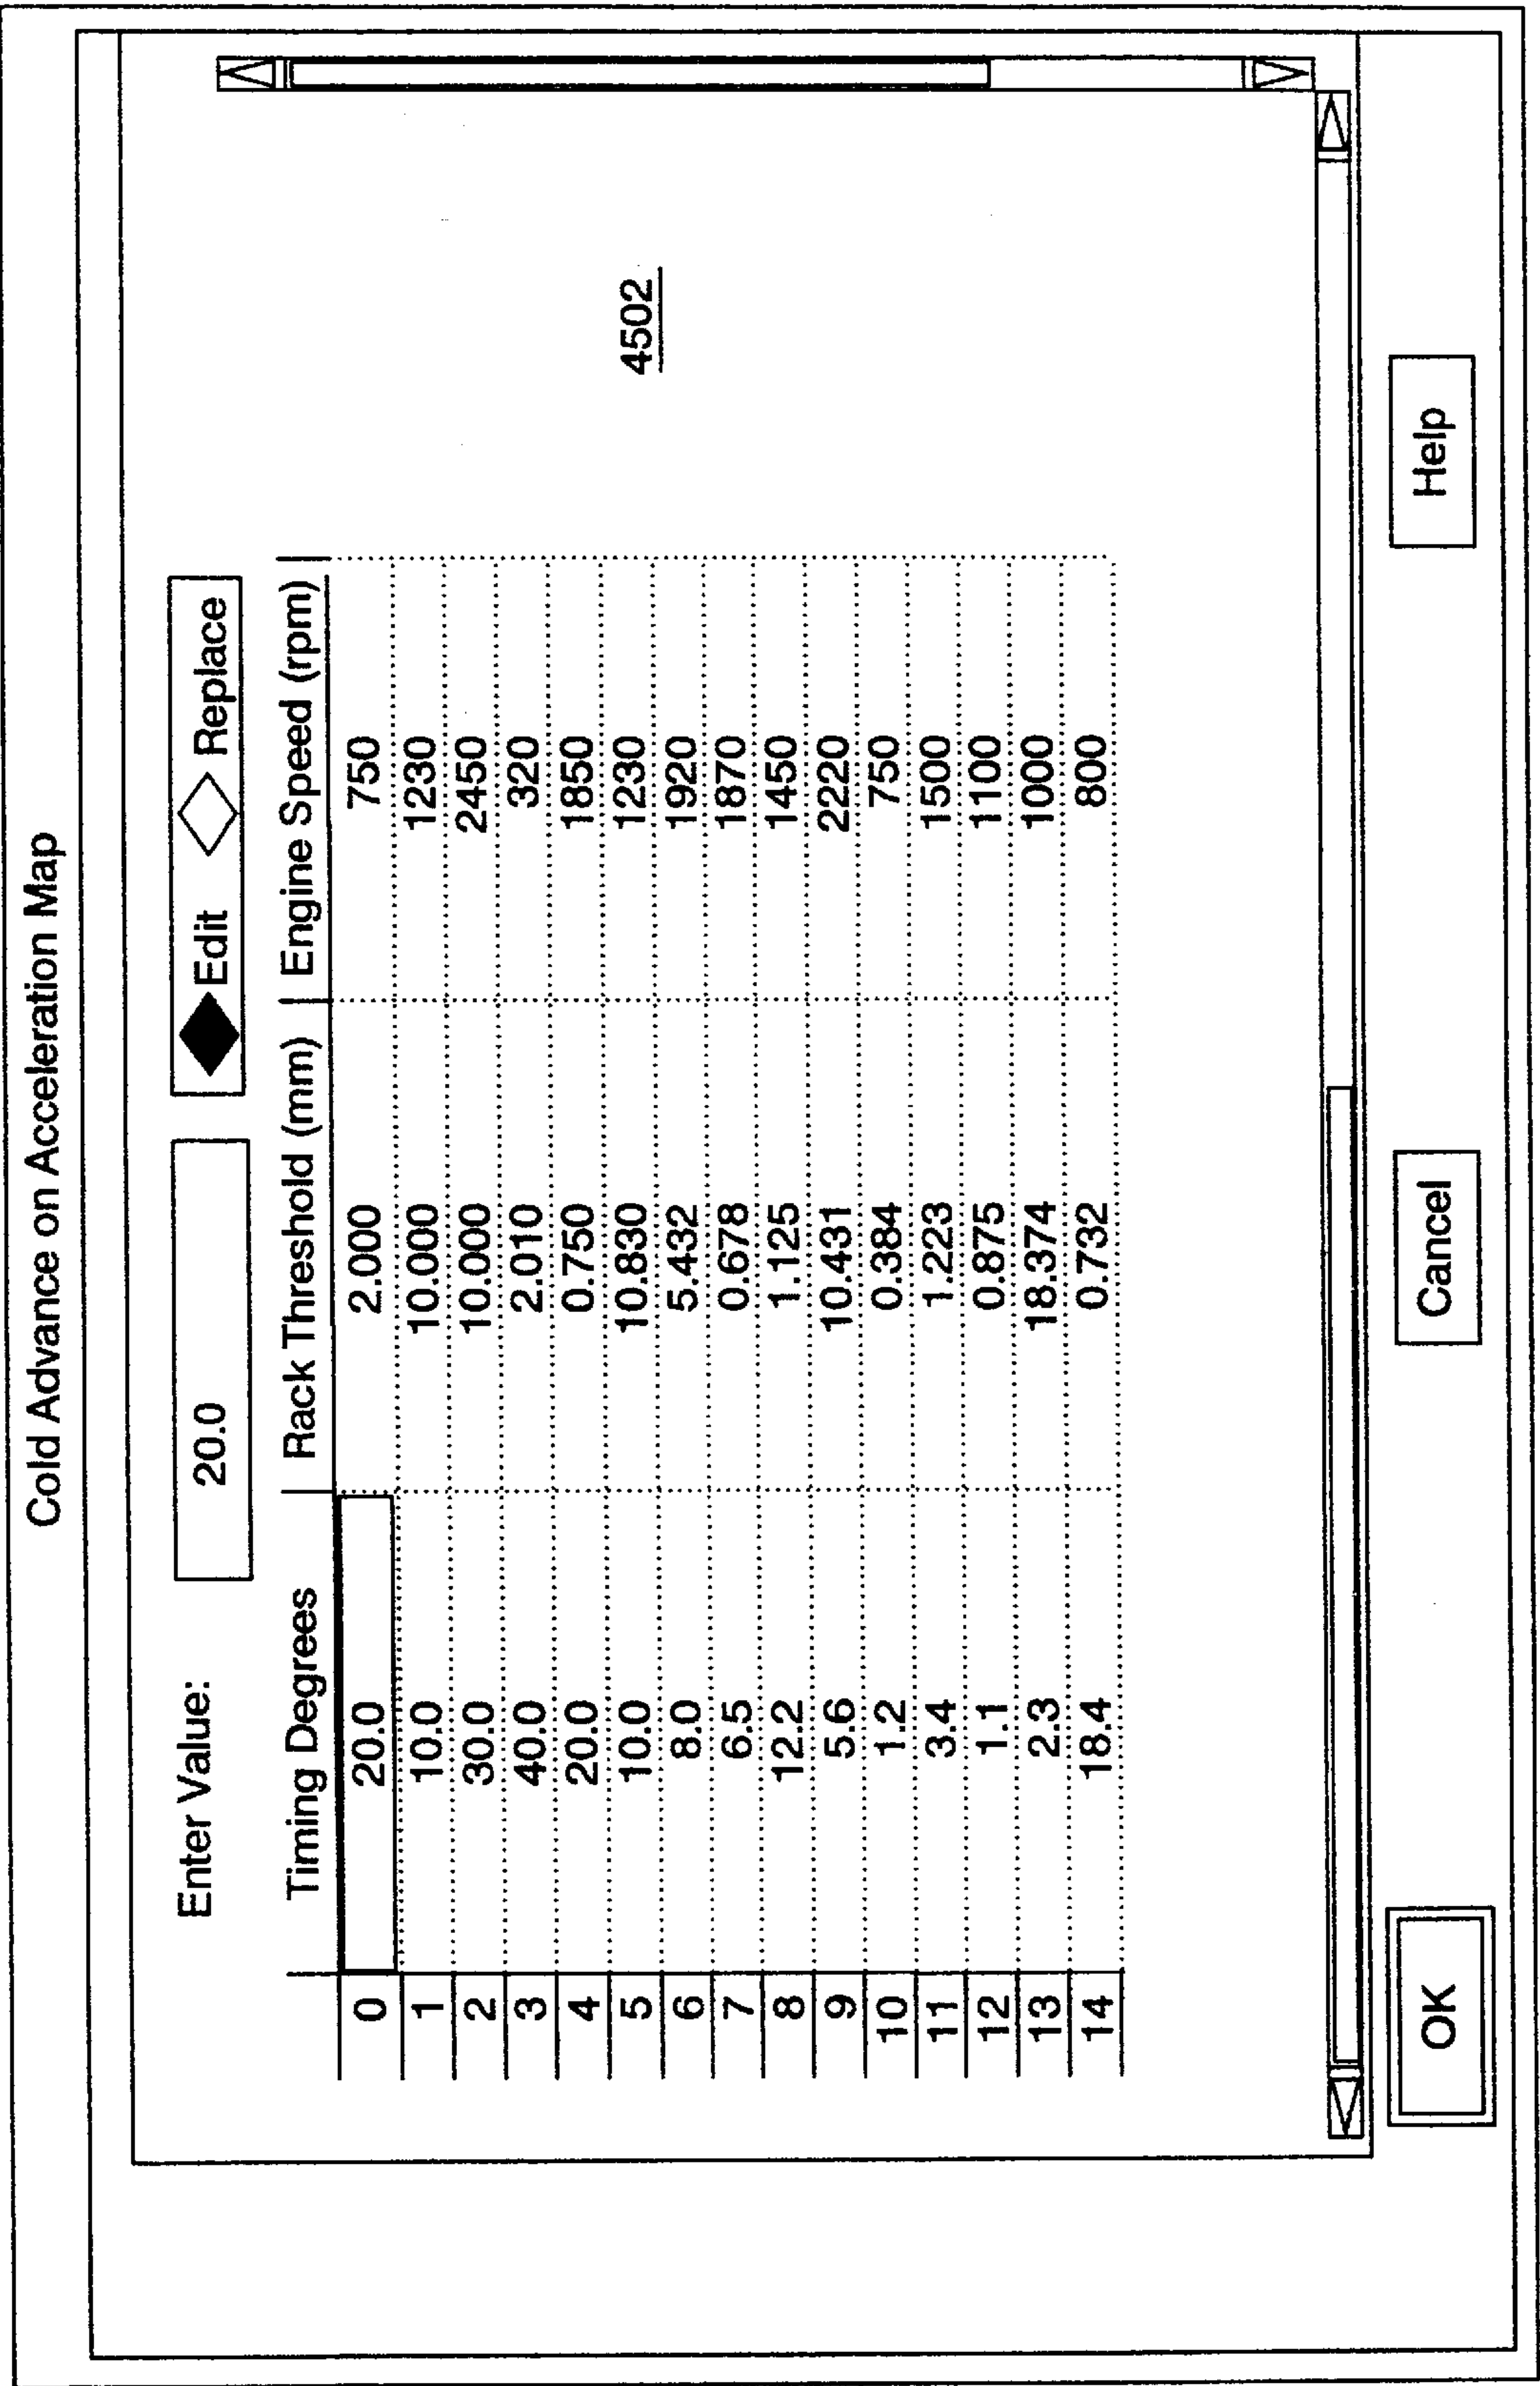 Cold Advance on Acceleration Map
Enter Value: 20.0 Edit Replace
Timing Degrees Rack Threshold (mm) Engine Speed (rpm)
0 20.0 2.000 750
1 10.0 10.000 1230
2 30.0 10.000 2450
3 40.0 2.010 320
4 20.0 0.750 1850
5 10.0 10.830 1230
6 8.0 5.432 1920
7 6.5 0.678 1870
8 12.2 1.125 1450
9 5.6 10.431 2220
10 1.2 0.384 750
11 3.4 1.223 1500
12 1.1 0.875 1100
13 2.3 18.374 1000
14 18.4 0.732 800
4502
OK Cancel Help